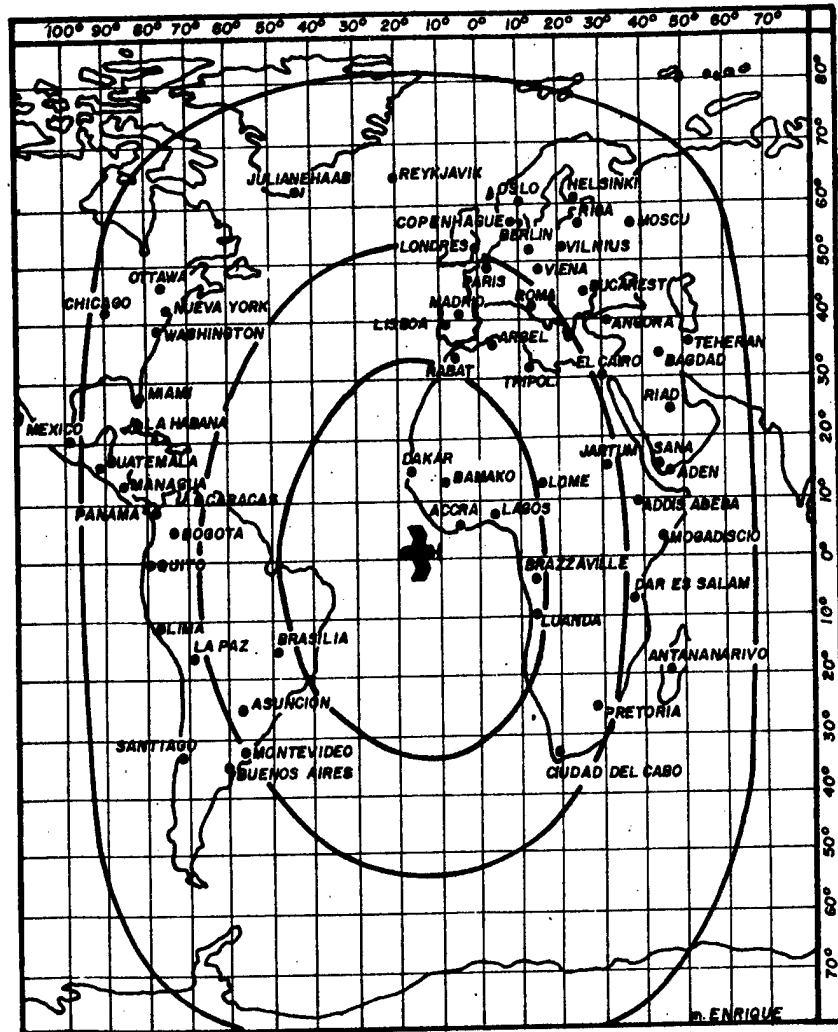 100° 90° 80° 70° 60° 50° 40° 30° 20° 10° 0° 10° 20° 30° 40° 50° 60° 70°
80°
70°
JULIANEHAAB
REYKJAVIK
OSLO
HELSINKI
60°
COPENHAGUE
RIGA
MOSCU
BERLIN
LONDRES
VILNIUS
50°
OTTAWA
PARIS
VIENA
CHICAGO
NUEVA YORK
MADRID
ROMA
BUCAREST
40°
WASHINGTON
LISBOA
ARGEL
ANGORA
TEHERAN
RABAT
TRIPOLI
EL CAIRO
BAGDAD
30°
MIAMI
RIAD
MEXICO
LA HABANA
20°
GUATEMALA
DAKAR
JARTUM
SANA
MANAGUA
BAMAKO
LOME
ADEN
CARACAS
10°
PANAMA
ACCRA
LAGOS
ADDIS ABEBA
BOGOTA
MOGADISCIO
QUITO
BRAZZAVILLE
0°
DAR ES SALAM
LUANDA
10°
LIMA
LA PAZ
BRASILIA
ANTANANARIVO
20°
ASUNCION
PRETORIA
30°
SANTIAGO
MONTEVIDEO
BUENOS AIRES
CIUDAD DEL CABO
40°
50°
60°
70°
m. ENRIQUE